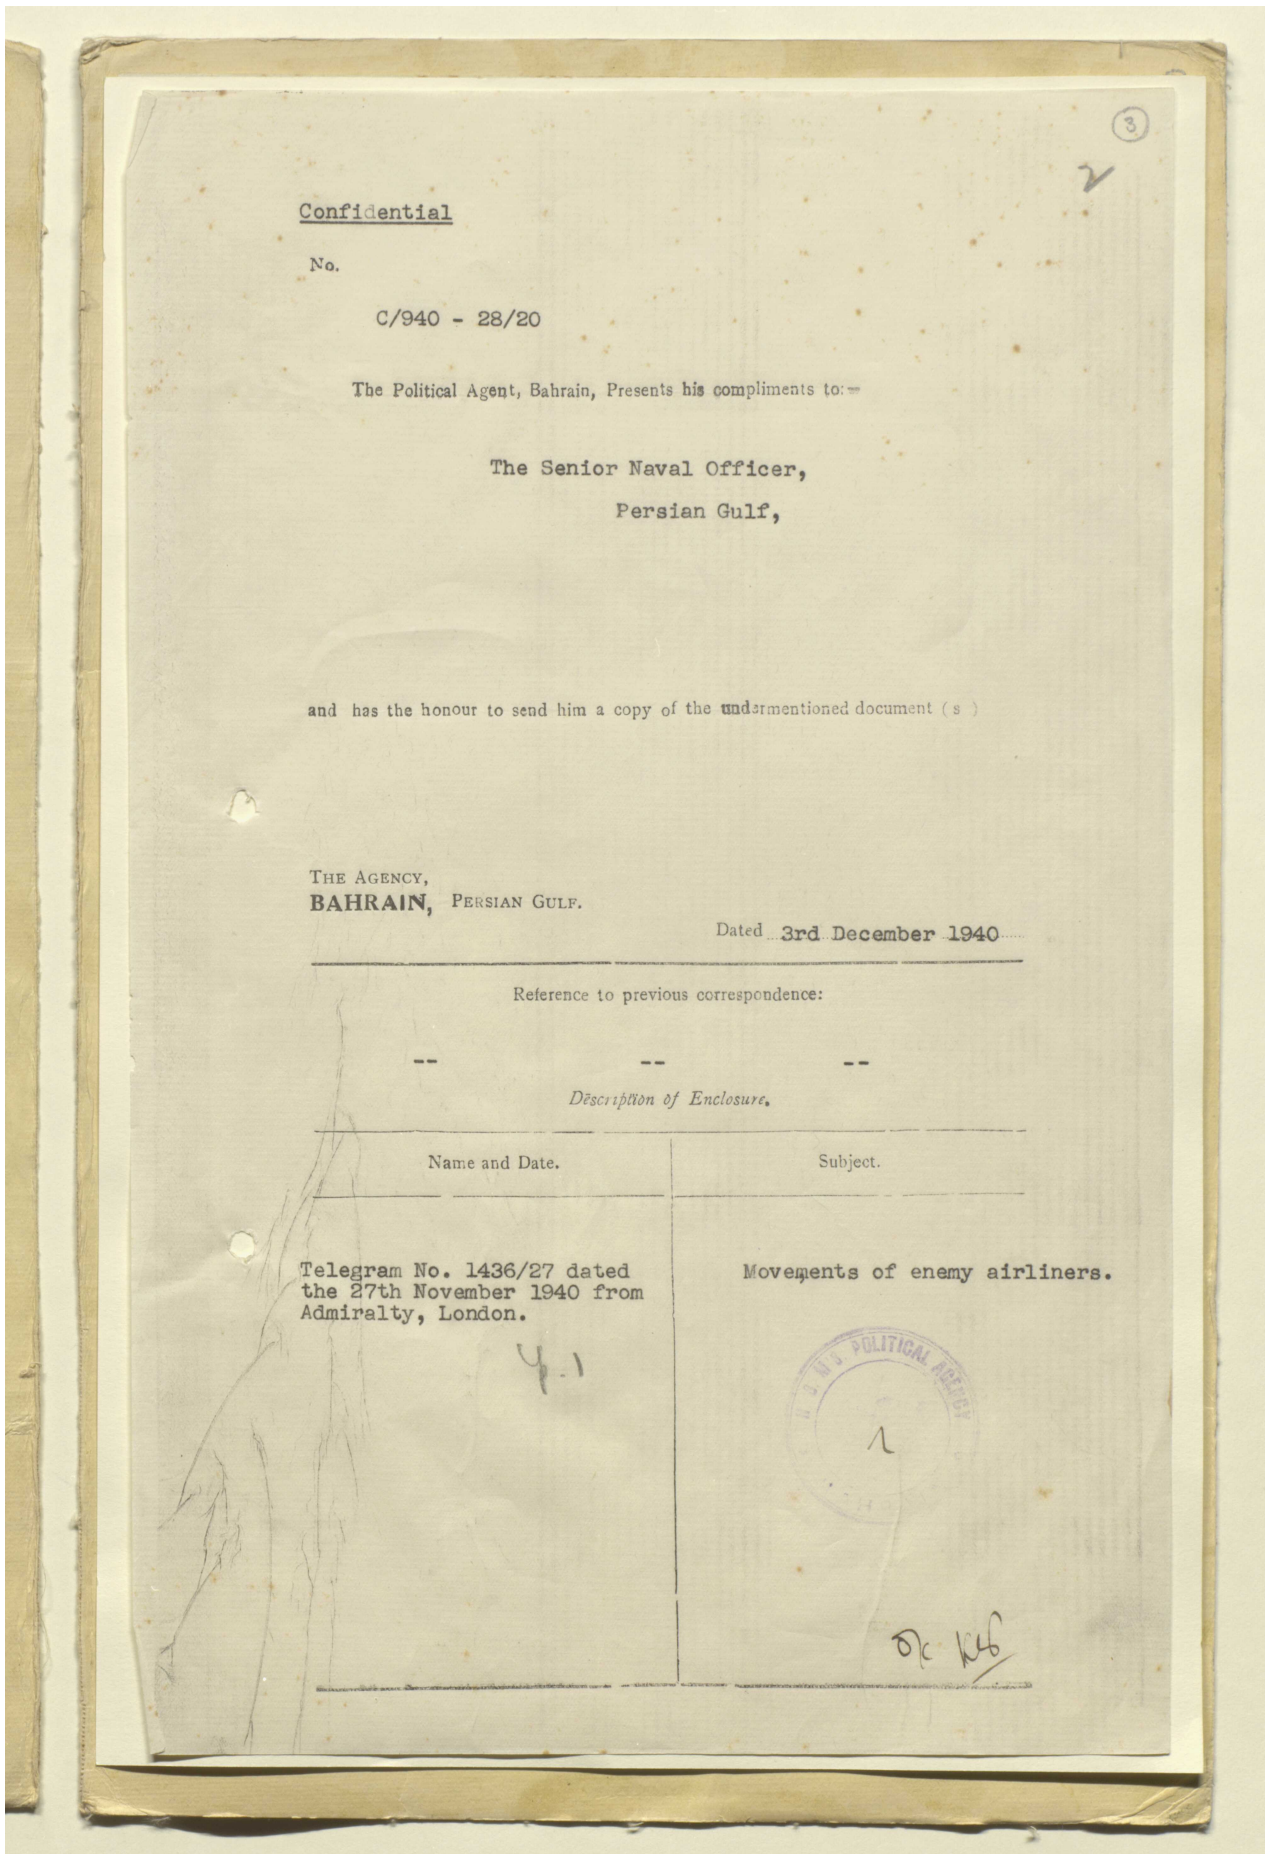 3
2
Confidential
No.
C/940 - 28/20
The Political Agent, Bahrain, Presents his compliments to:-
The Senior Naval Officer,
Persian Gulf,
and has the honour to send him a copy of the undermentioned document ( s )
THE AGENCY,
BAHRAIN, PERSIAN GULF.
Dated 3rd December 1940
Reference to previous correspondence:
-- -- --
Description of Enclosure.
Name and Date. Subject.
Telegram No. 1436/27 dated
the 27th November 1940 from
Admiralty, London.
Movements of enemy airliners.
POLITICAL AGENCY